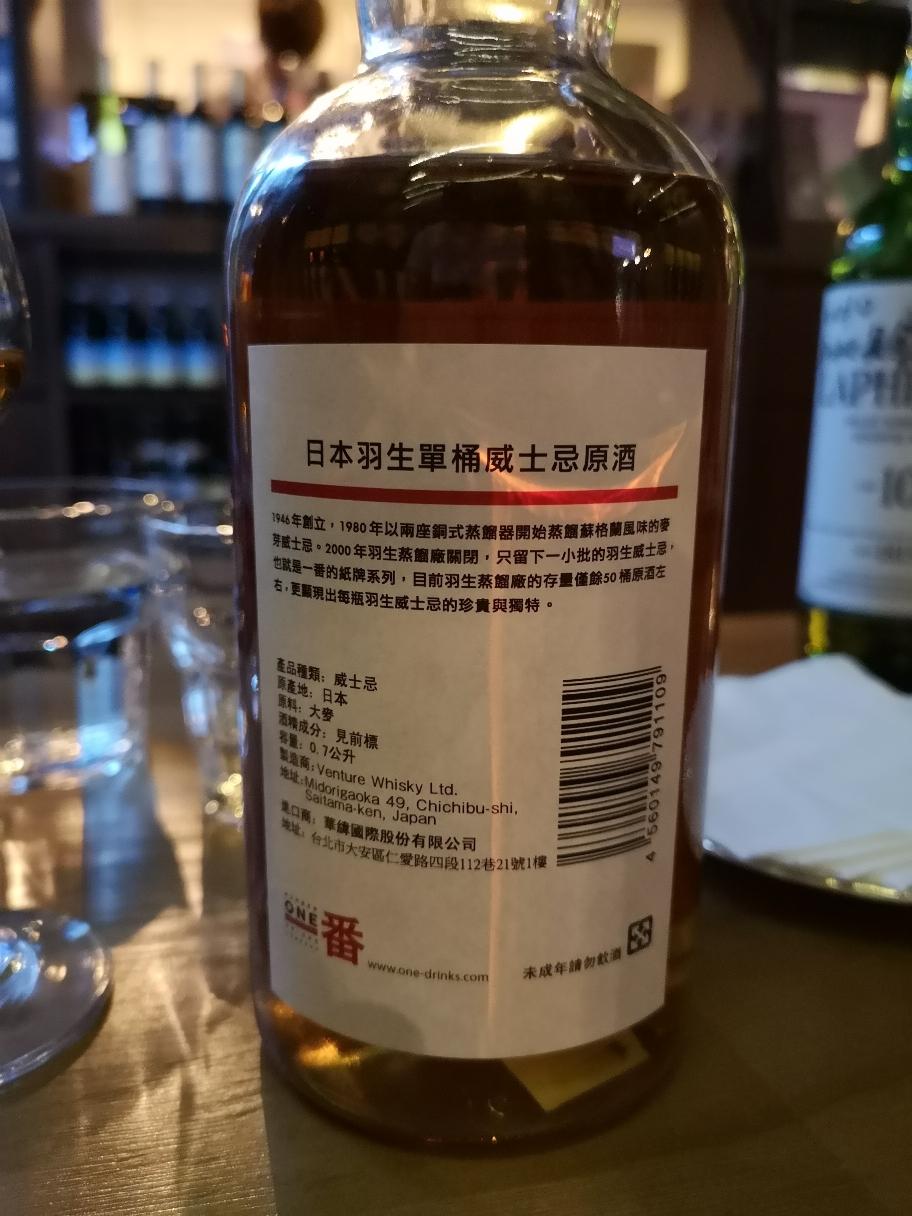 日本羽生單桶威士忌原酒
1946年創立，1980年以兩座銅式蒸餾器開始蒸餾蘇格蘭風味的麥
芽威士忌。2000年羽生蒸餾廠關閉，只留下一小批的羽生威士忌，
也就是一番的紙牌系列，目前羽生蒸餾廠的存量僅餘50桶原酒左
右，更顯現出每瓶羽生威士忌的珍貴與獨特。
產品種類：威士忌
原產地：日本
原料：大麥
酒精成分：見前標
容量：0.7公升
製造商：Venture Whisky Ltd.
地址：Midorigaoka 49, Chichibu-shi,
Saitama-ken, Japan
進口商：華緯國際股份有限公司
地址：台北市大安區仁愛路四段112巷21號1樓
4 560149 791109
ONE
番
www.one-drinks.com
未成年請勿飲酒